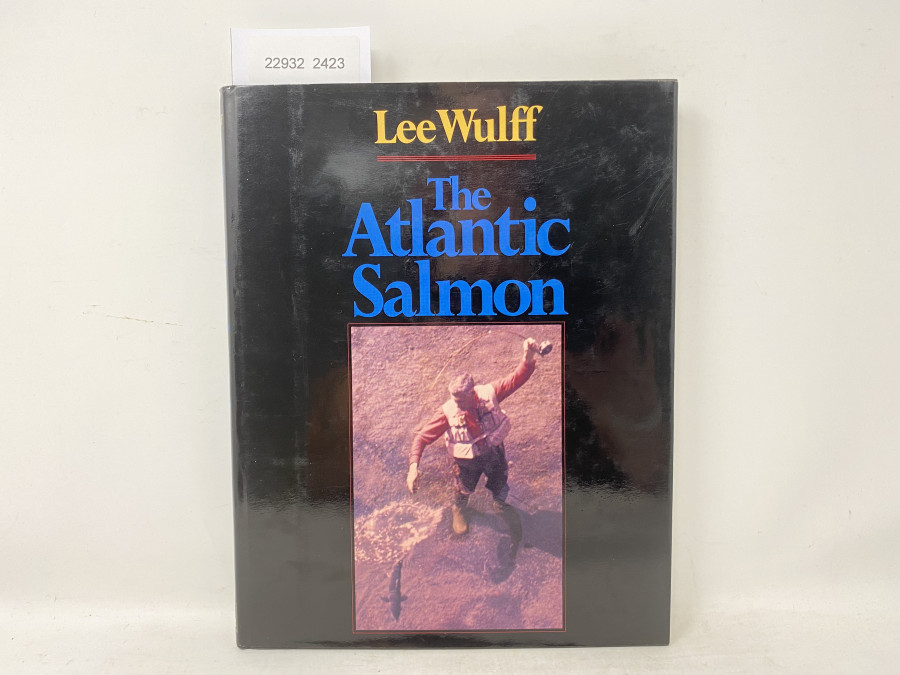 22932 2423
Lee Wulff
The
Atlantic
Salmon